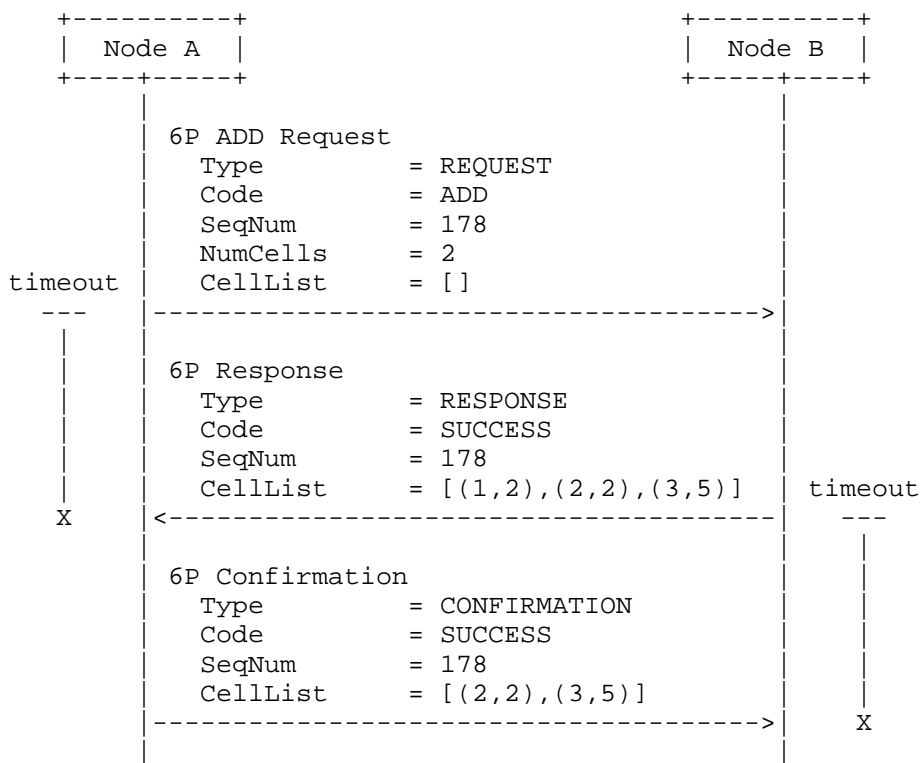 Node A Node B
6P ADD Request
Type = REQUEST
Code = ADD
SeqNum = 178
NumCells = 2
timeout CellList = []
6P Response
Type = RESPONSE
Code = SUCCESS
SeqNum = 178
CellList = [(1,2),(2,2),(3,5)] timeout
X
6P Confirmation
Type = CONFIRMATION
Code = SUCCESS
SeqNum = 178
CellList = [(2,2),(3,5)]
X